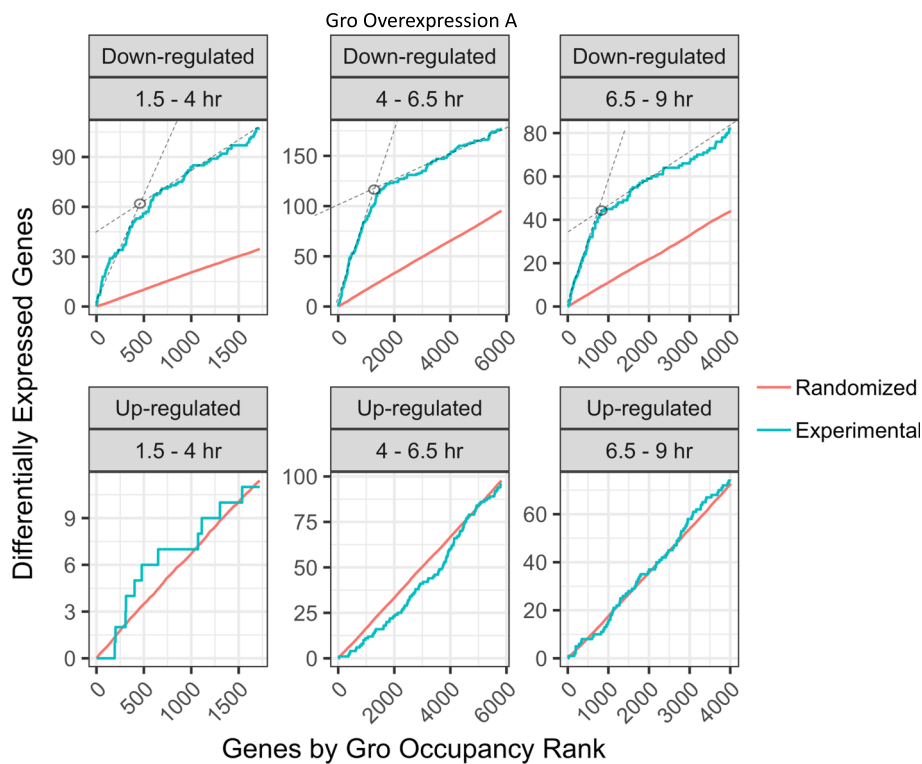 Gro Overexpression A
Down-regulated Down-regulated Down-regulated
1.5 - 4 hr 4 - 6.5 hr 6.5 - 9 hr
90
60
30
0
150
100
50
0
80
60
40
20
0
0 500 1000 1500
0 2000 4000 6000
0 1000 2000 3000 4000
Differentially Expressed Genes
Randomized
Experimental
Up-regulated Up-regulated Up-regulated
1.5 - 4 hr 4 - 6.5 hr 6.5 - 9 hr
9
6
3
0
100
75
50
25
0
60
40
20
0
0 500 1000 1500
0 2000 4000 6000
0 1000 2000 3000 4000
Genes by Gro Occupancy Rank